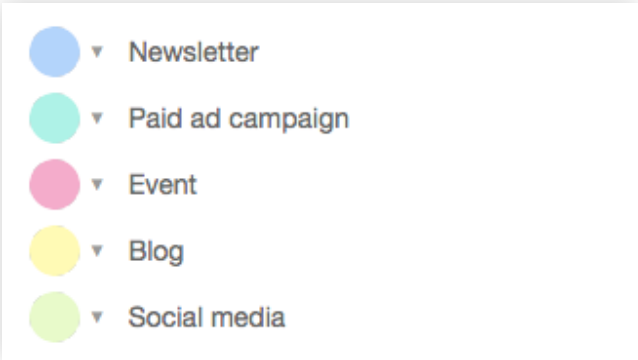 Newsletter
Paid ad campaign
Event
Blog
Social media